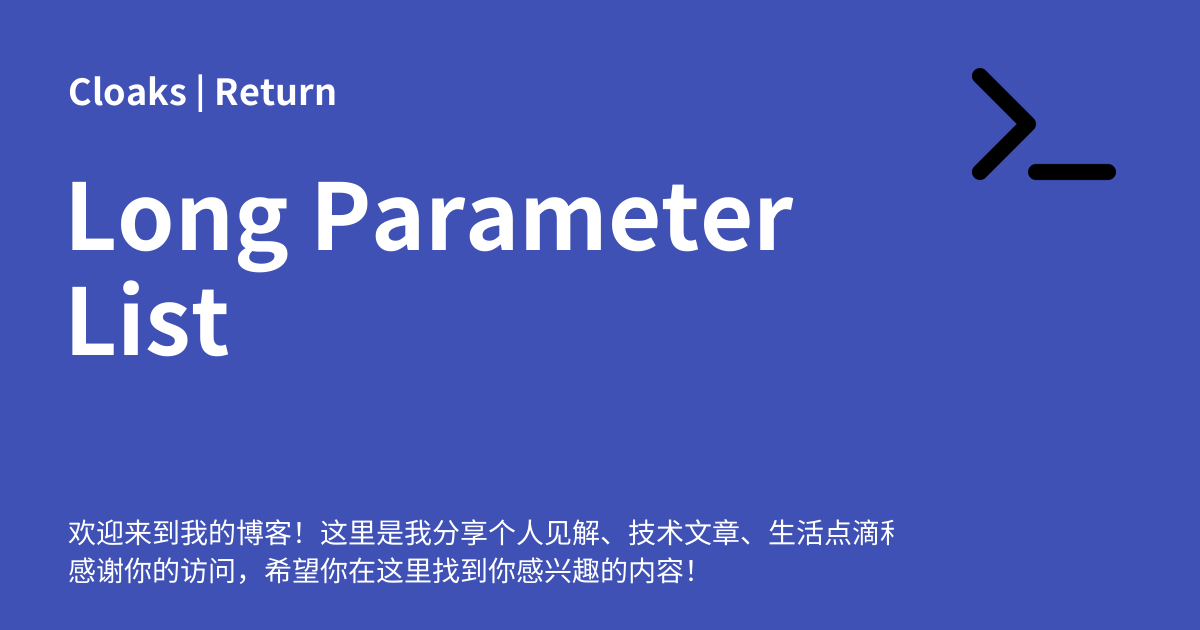 Cloaks | Return
Long Parameter
List
欢迎来到我的博客！这里是我分享个人见解、技术文章、生活点滴
感谢你的访问，希望你在这里找到你感兴趣的内容！